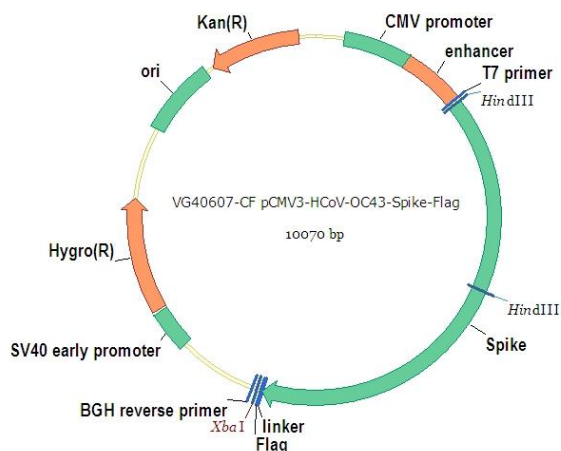 Kan(R)
CMV promoter
enhancer
T7 primer
HindIII
ori
VG40607-CF pCMV3-HCoV-OC43-Spike-Flag
10070 bp
Hygro(R)
HindIII
Spike
SV40 early promoter
BGH reverse primer
XbaI
linker
Flag